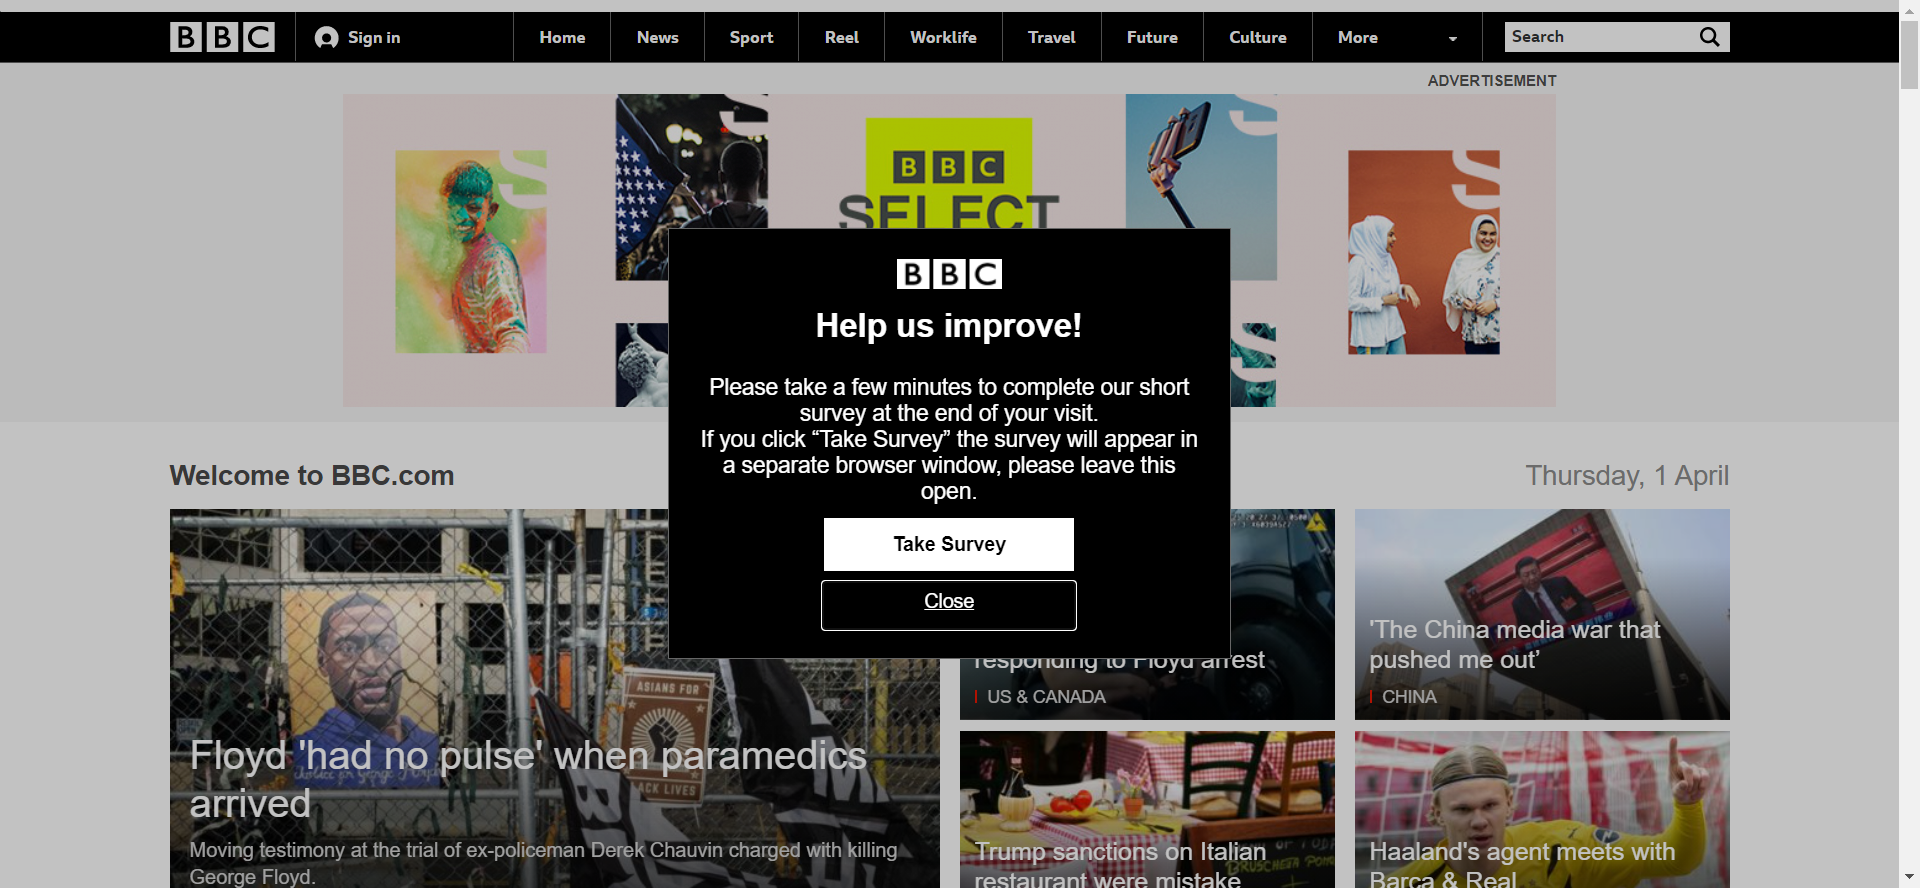 BBC
Sign in
Home
News
Sport
Reel
Worklife
Travel
Future
Culture
More
Search
ADVERTISEMENT
BBC
SELECT
BBC
Help us improve!
Please take a few minutes to complete our short
survey at the end of your visit.
If you click “Take Survey” the survey will appear in
a separate browser window, please leave this
open.
Take Survey
Close
Welcome to BBC.com
Thursday, 1 April
ASIANS FOR
LACK LIVES
Floyd 'had no pulse' when paramedics
arrived
Moving testimony at the trial of ex-policeman Derek Chauvin charged with killing
George Floyd.
responding to Floyd arrest
US & CANADA
'The China media war that
pushed me out’
CHINA
Trump sanctions on Italian
restaurant were mistake
Haaland's agent meets with
Barca & Real